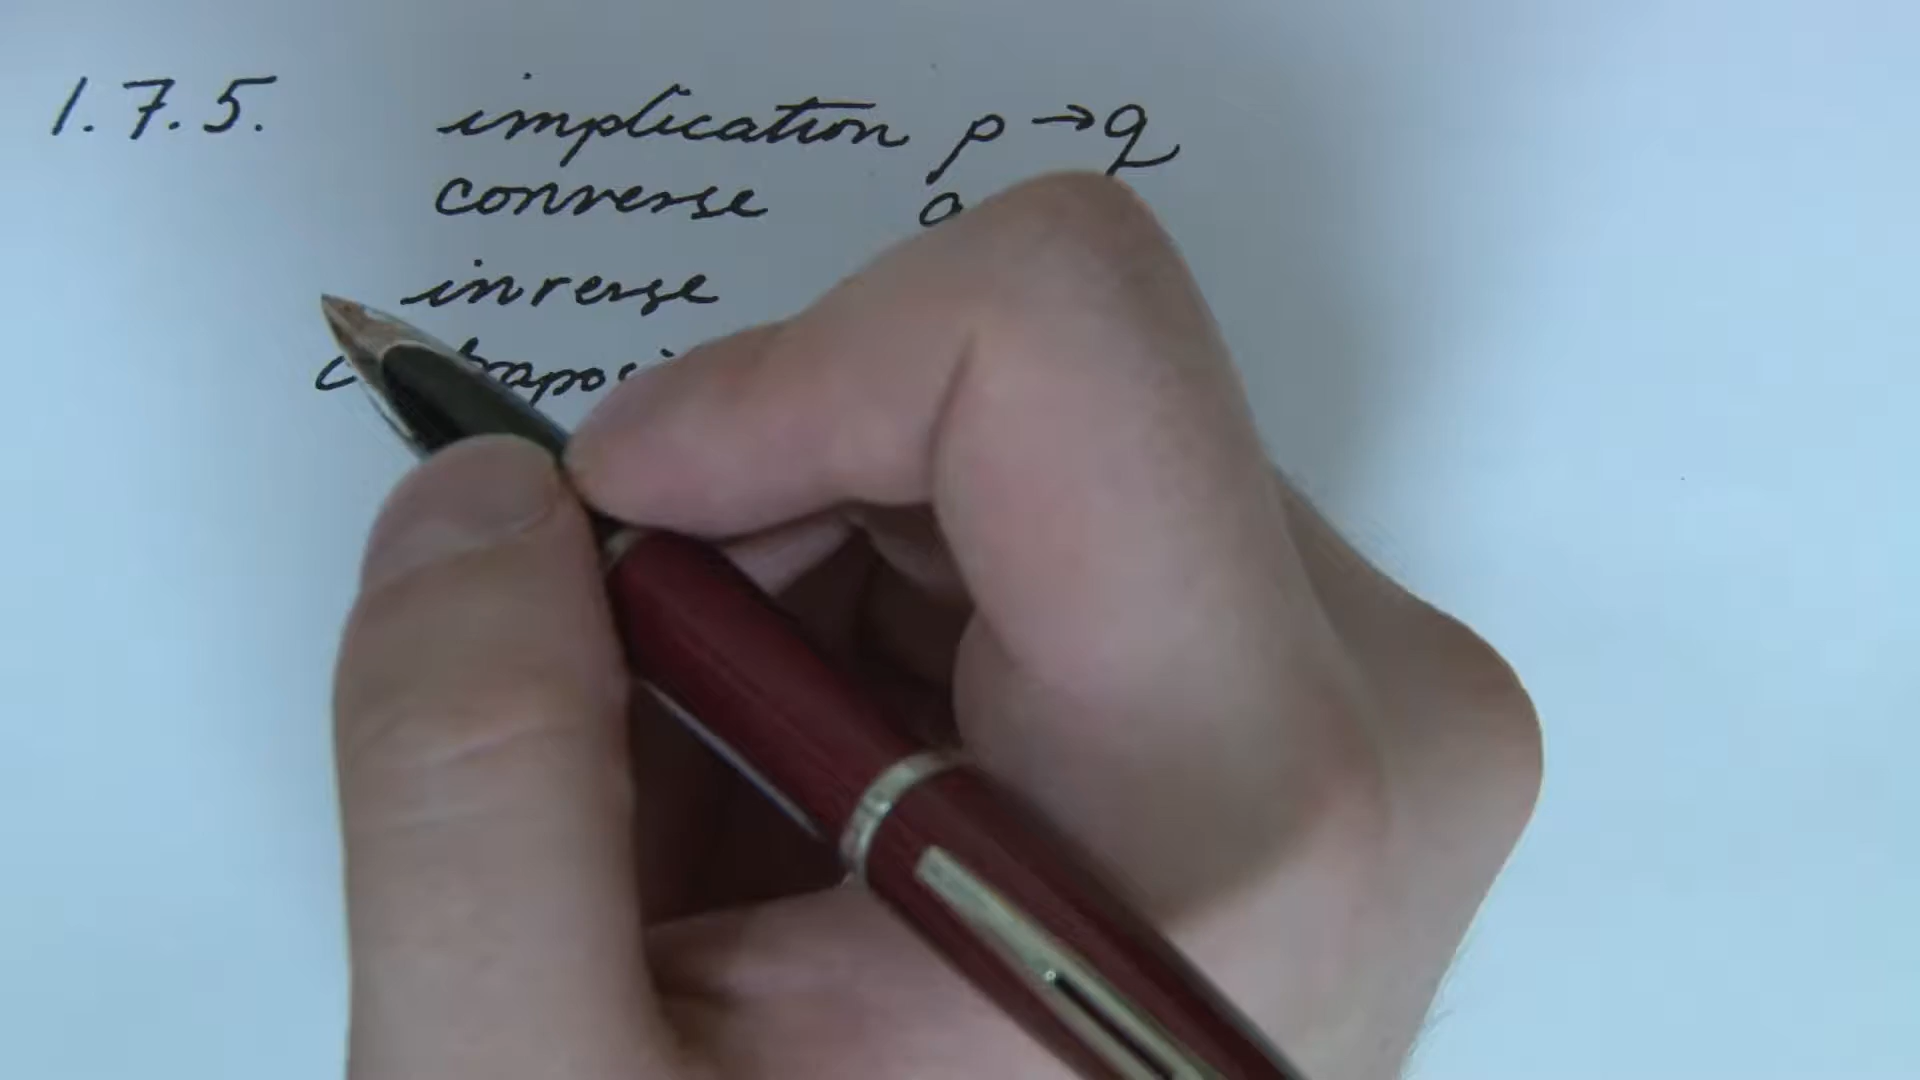 1.7.5. implication p → q
converse
inverse